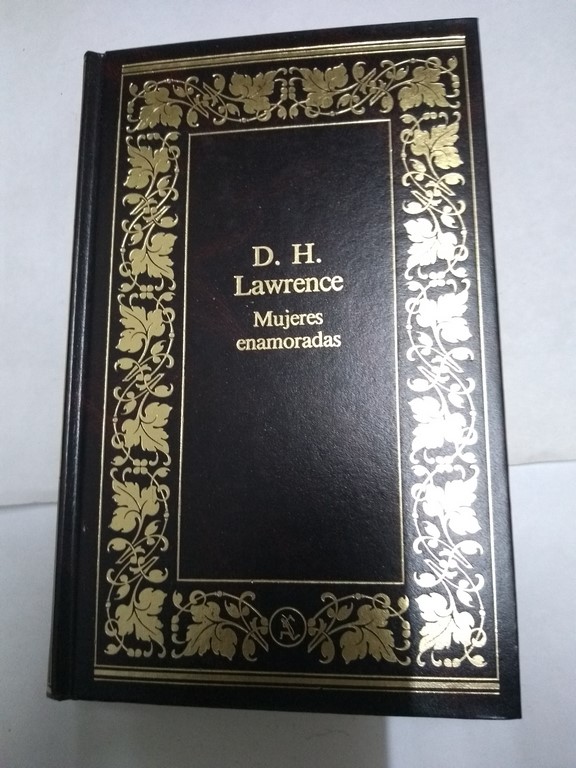 D. H.
Lawrence
Mujeres
enamoradas